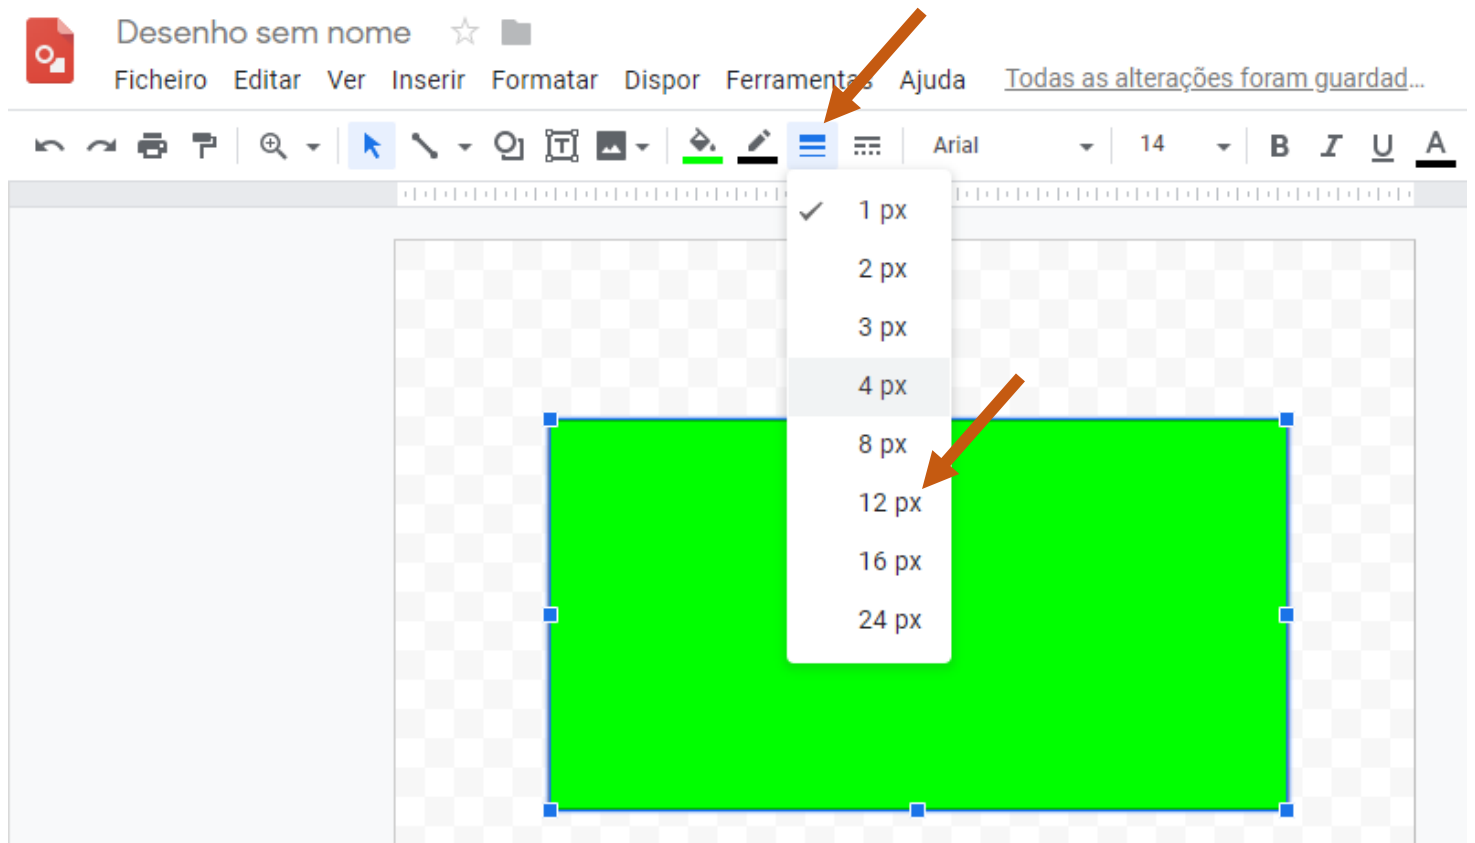 Desenho sem nome
Ficheiro Editar Ver Inserir Formatar Dispor Ferramentas Ajuda Todas as alterações foram guardad...
Arial 14 B I U A
1 px
2 px
3 px
4 px
8 px
12 px
16 px
24 px